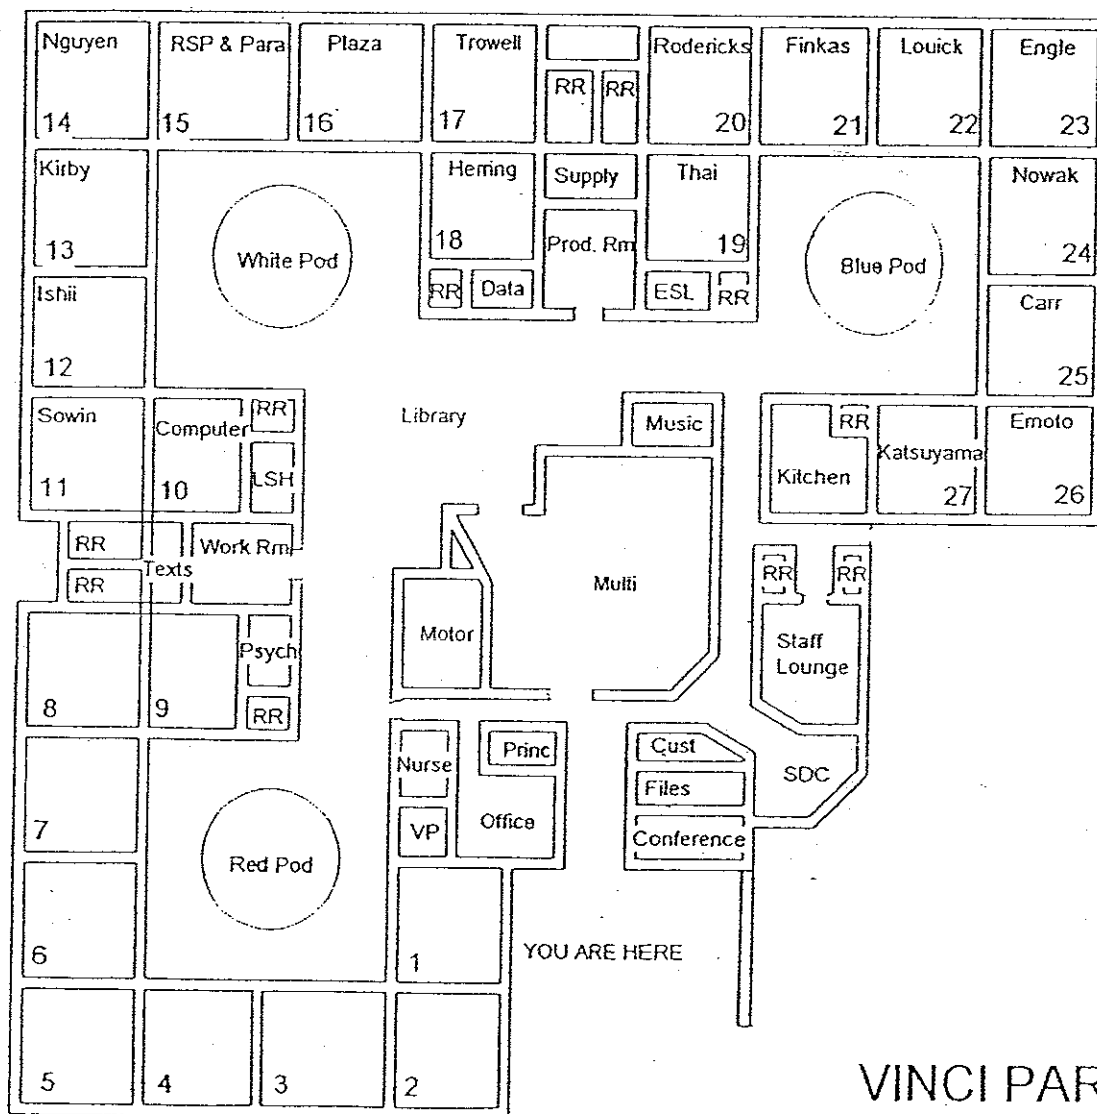 Nguyen
RSP & Para
Plaza
Trowell
Rodericks
Finkas
Louick
Engle
RR
RR
14
15
16
17
20
21
22
23
Kirby
Herring
Supply
Thai
Nowak
13
White Pod
18
Prod. Rm
19
Blue Pod
24
Ishii
RR
Data
ESL
RR
Carr
12
25
Sowin
Computer
RR
Library
Music
RR
Emoto
11
10
LSH
Kitchen
Katsuyama
27
26
RR
Texts
Work Rm
RR
Multi
RR
RR
8
9
Psych
RR
Motor
Staff
Lounge
7
Nurse
Princ
Cust
SDC
Files
VP
Office
Conference
Red Pod
6
1
YOU ARE HERE
5
4
3
2
VINCI PAR